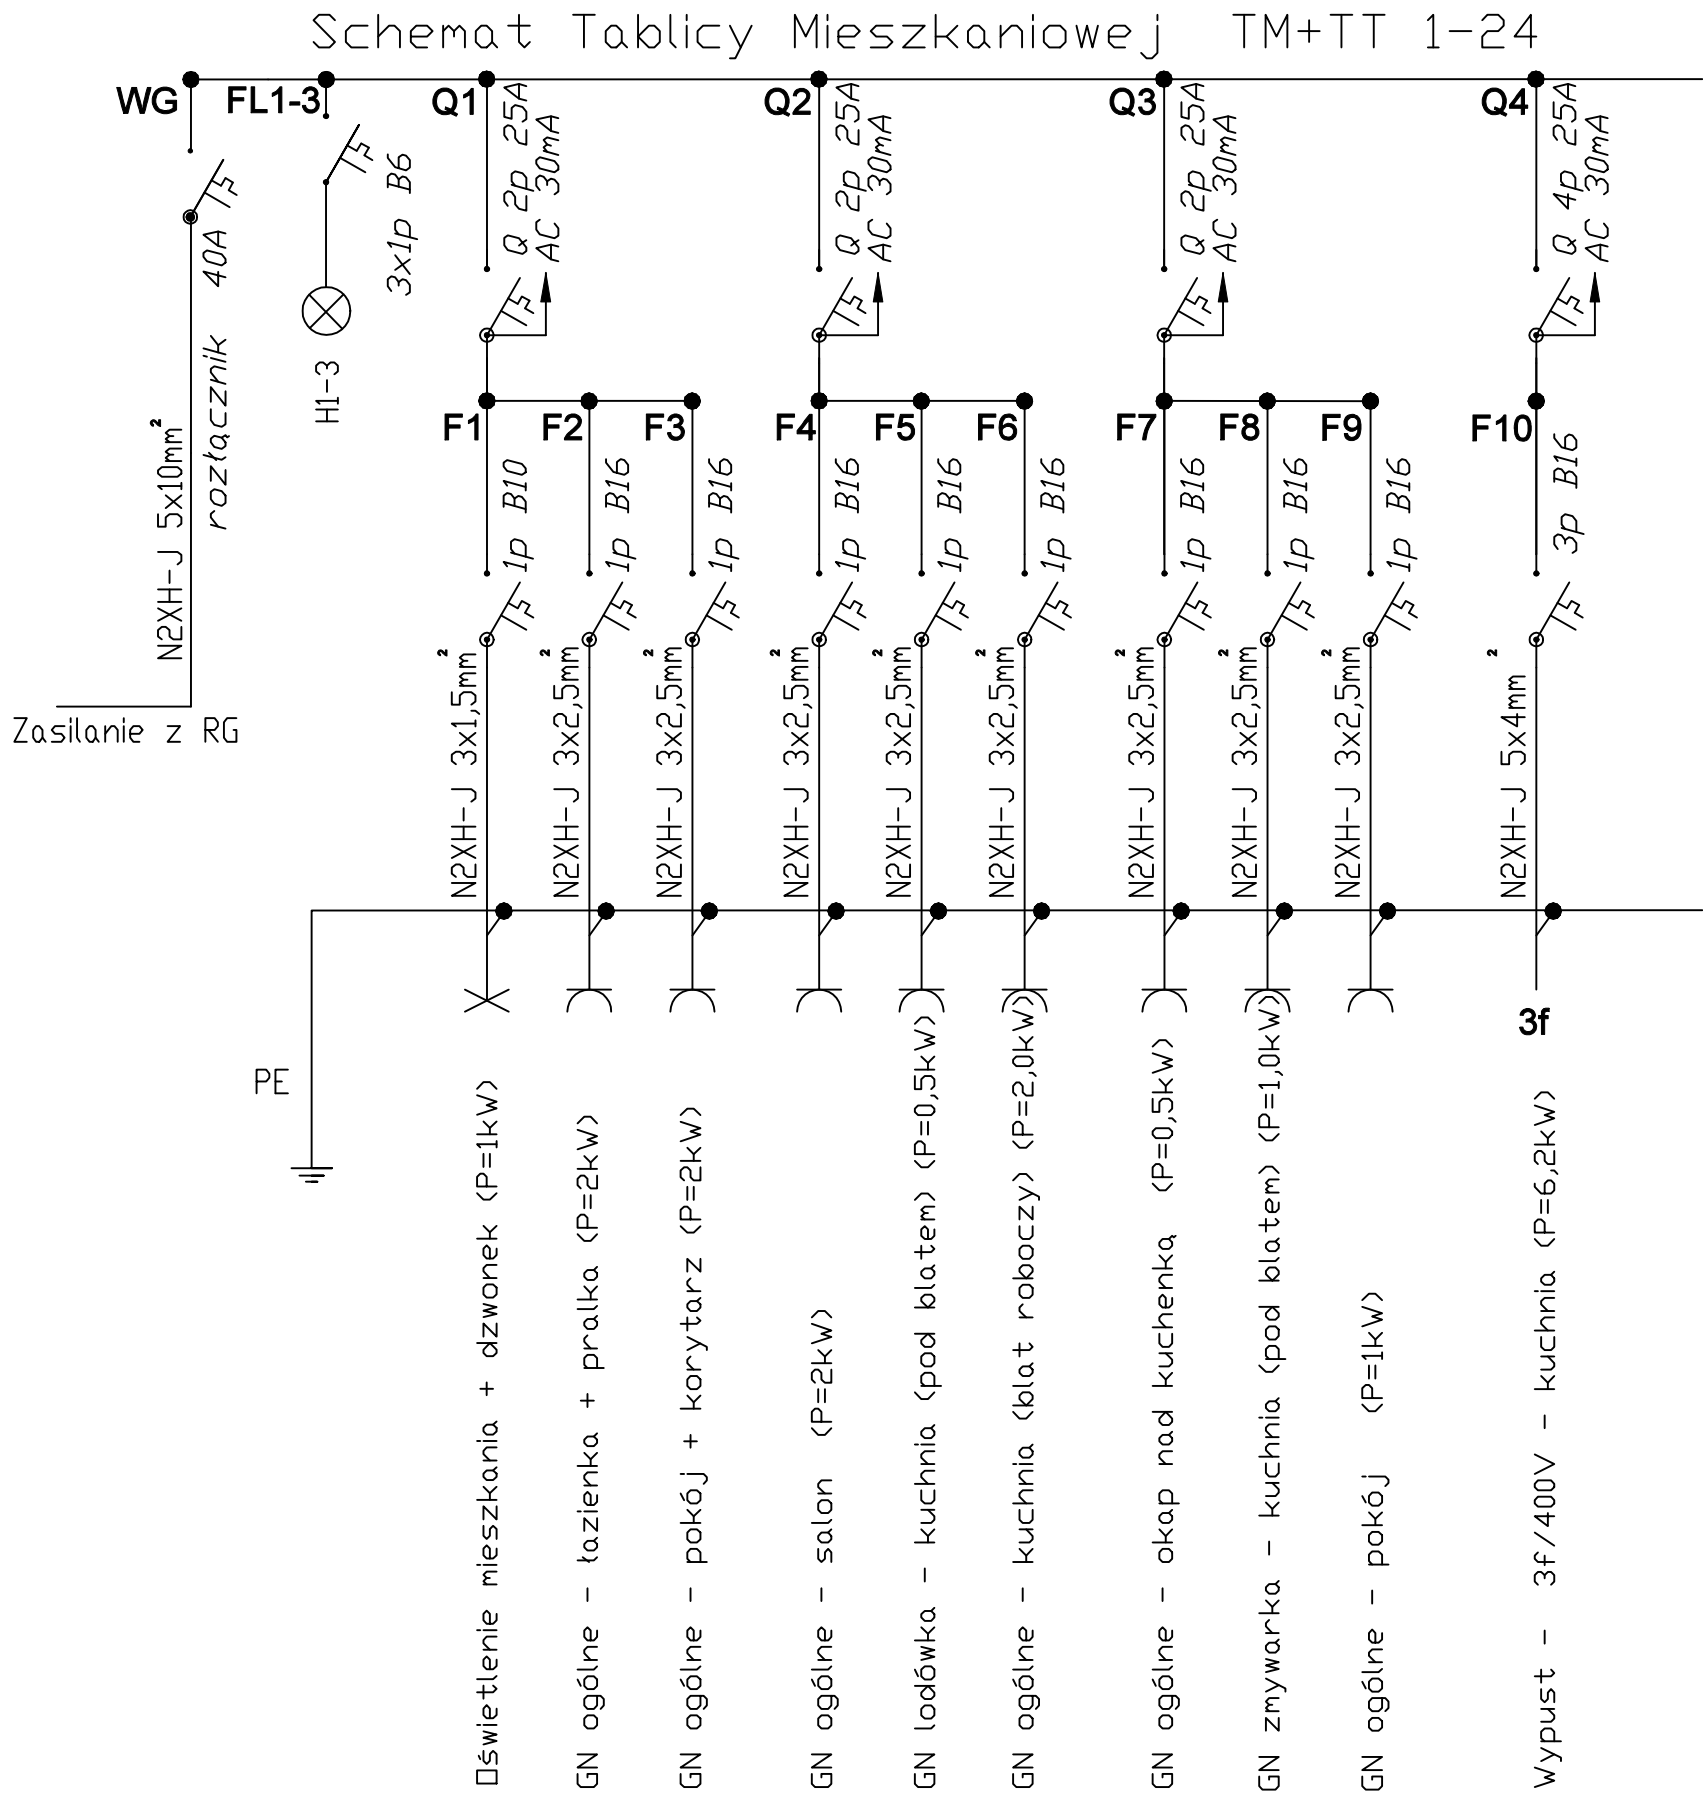 Schemat Tablicy Mieszkaniowej TM+TT 1-24
WG
FL1-3
Q1
Q2
Q3
Q4
40A
rozłącznik
N2XH-J 5x10mm²
Zasilanie z RG
3x1p B6
H1-3
Q 2p 25A
AC 30mA
Q 2p 25A
AC 30mA
Q 2p 25A
AC 30mA
Q 4p 25A
AC 30mA
F1
F2
F3
F4
F5
F6
F7
F8
F9
F10
1p B10
1p B16
1p B16
1p B16
1p B16
1p B16
1p B16
1p B16
1p B16
3p B16
N2XH-J 3x1,5mm²
N2XH-J 3x2,5mm²
N2XH-J 3x2,5mm²
N2XH-J 3x2,5mm²
N2XH-J 3x2,5mm²
N2XH-J 3x2,5mm²
N2XH-J 3x2,5mm²
N2XH-J 3x2,5mm²
N2XH-J 3x2,5mm²
N2XH-J 5x4mm²
PE
3f
Oświetlenie mieszkania + dzwonek (P=1kW)
GN ogólne - łazienka + pralka (P=2kW)
GN ogólne - pokój + korytarz (P=2kW)
GN ogólne - salon (P=2kW)
GN lodówka - kuchnia (pod blatem) (P=0,5kW)
GN ogólne - kuchnia (blat roboczy) (P=2,0kW)
GN ogólne - okap nad kuchenką (P=0,5kW)
GN zmywarka - kuchnia (pod blatem) (P=1,0kW)
GN ogólne - pokój (P=1kW)
Wypust - 3f/400V - kuchnia (P=6,2kW)